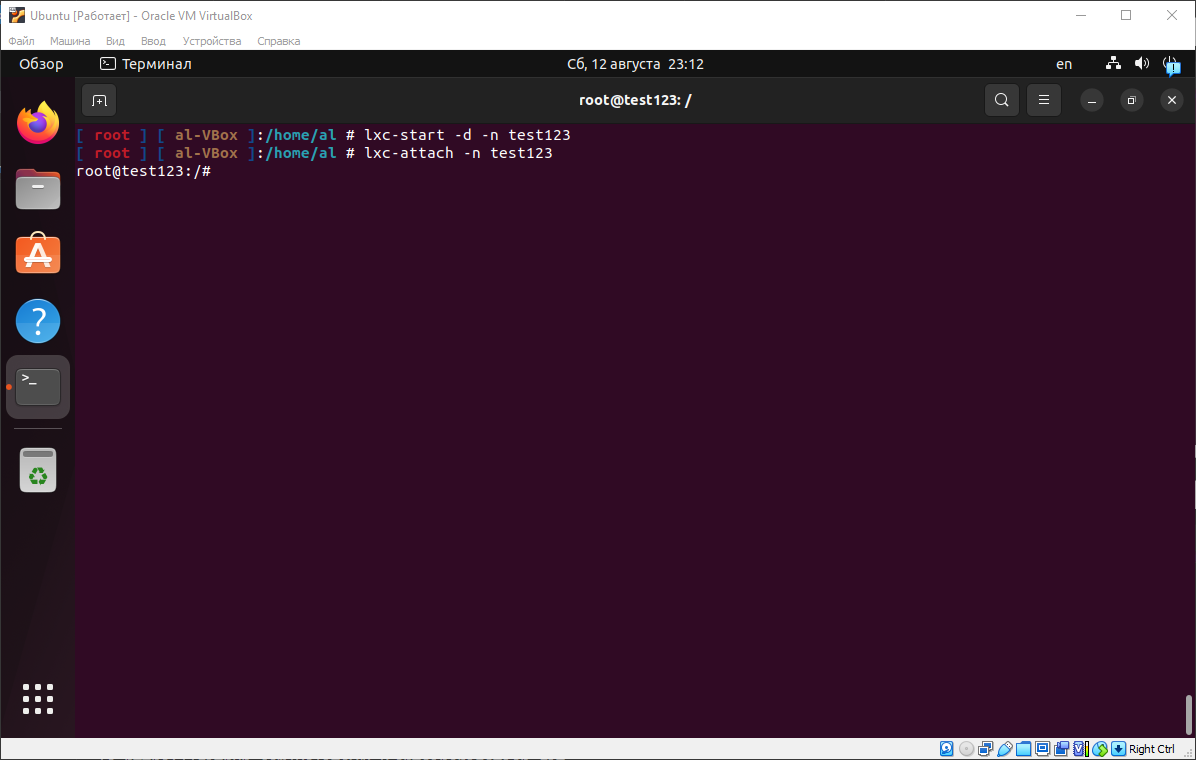 Ubuntu [Работает] - Oracle VM VirtualBox
Файл Машина Вид Ввод Устройства Справка
Обзор Терминал Сб, 12 августа 23:12 en
root@test123: /
[ root ] [ al-VBox ]:/home/al # lxc-start -d -n test123
[ root ] [ al-VBox ]:/home/al # lxc-attach -n test123
root@test123:/#
Right Ctrl